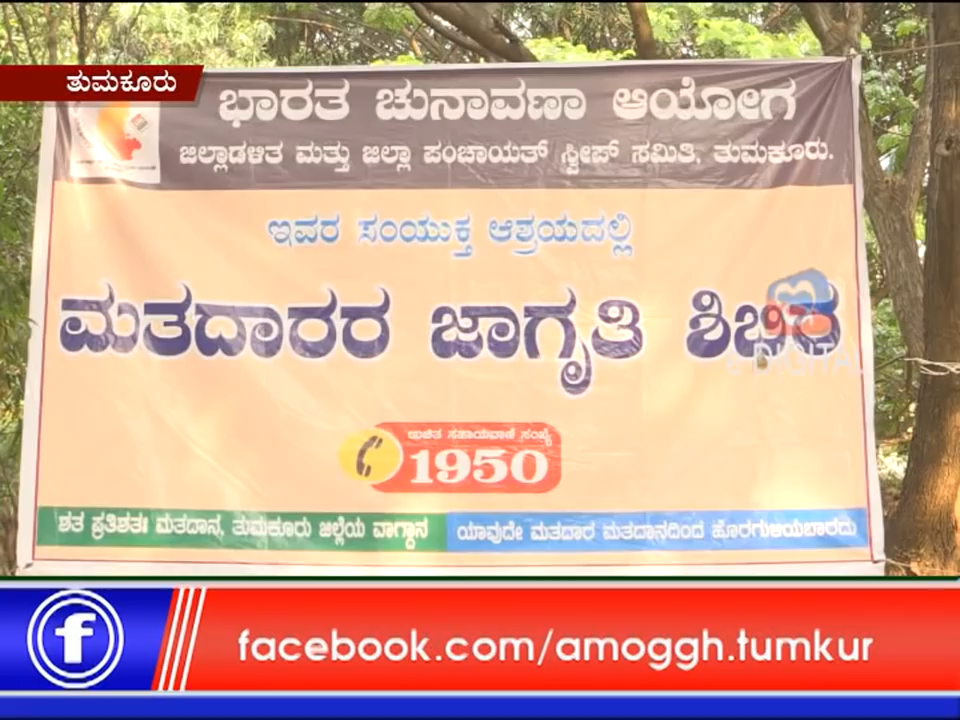 ತುಮಕೂರು
ಭಾರತ ಚುನಾವಣಾ ಆಯೋಗ
ಜಿಲ್ಲಾಡಳಿತ ಮತ್ತು ಜಿಲ್ಲಾ ಪಂಚಾಯತ್ ಸ್ವೀಪ್ ಸಮಿತಿ, ತುಮಕೂರು.
ಇವರ ಸಂಯುಕ್ತ ಆಶ್ರಯದಲ್ಲಿ
ಮತದಾರರ ಜಾಗೃತಿ ಶಿಬಿರ
ಉಚಿತ ಸಹಾಯವಾಣಿ ಸಂಖ್ಯೆ
1950
ಶತ ಪ್ರತಿಶತಃ ಮತದಾನ, ತುಮಕೂರು ಜಿಲ್ಲೆಯ ವಾಗ್ದಾನ
ಯಾವುದೇ ಮತದಾರ ಮತದಾನದಿಂದ ಹೊರಗುಳಿಯಬಾರದು
facebook.com/amoggh.tumkur